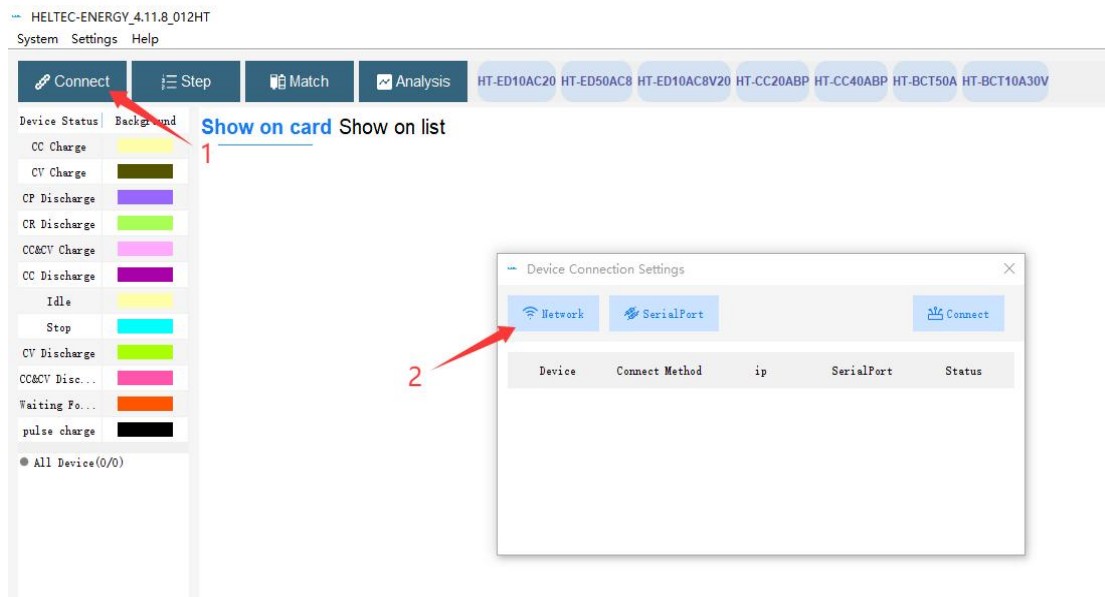 HELTEC-ENERGY_4.11.8_012HT
System Settings Help
Connect Step Match Analysis HT-ED10AC20 HT-ED50AC8 HT-ED10AC8V20 HT-CC20ABP HT-CC40ABP HT-BCT50A HT-BCT10A30V
Device Status Background
Show on card Show on list
1
CC Charge
CV Charge
CP Discharge
CR Discharge
CC&CV Charge
CC Discharge
Idle
Stop
CV Discharge
CC&CV Disc...
Waiting Fo...
pulse charge
All Device(0/0)
Device Connection Settings
Network SerialPort Connect
2
Device Connect Method ip SerialPort Status